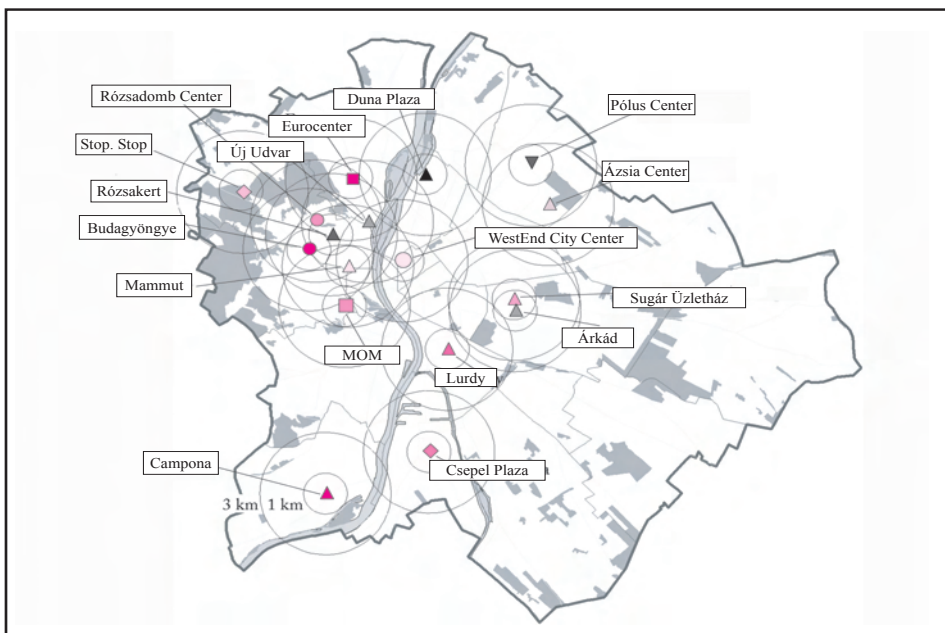 Rózsadomb Center
Duna Plaza
Pólus Center
Eurocenter
Stop. Stop
Új Udvar
Ázsia Center
Rózsakert
Budagyöngye
WestEnd City Center
Mammut
Sugár Üzletház
Árkád
MOM
Lurdy
Campona
Csepel Plaza
3 km 1 km